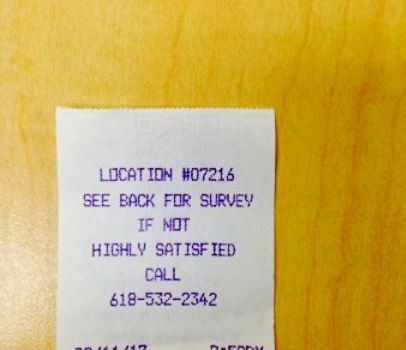 LOCATION #07216
SEE BACK FOR SURVEY
IF NOT
HIGHLY SATISFIED
CALL
618-532-2342